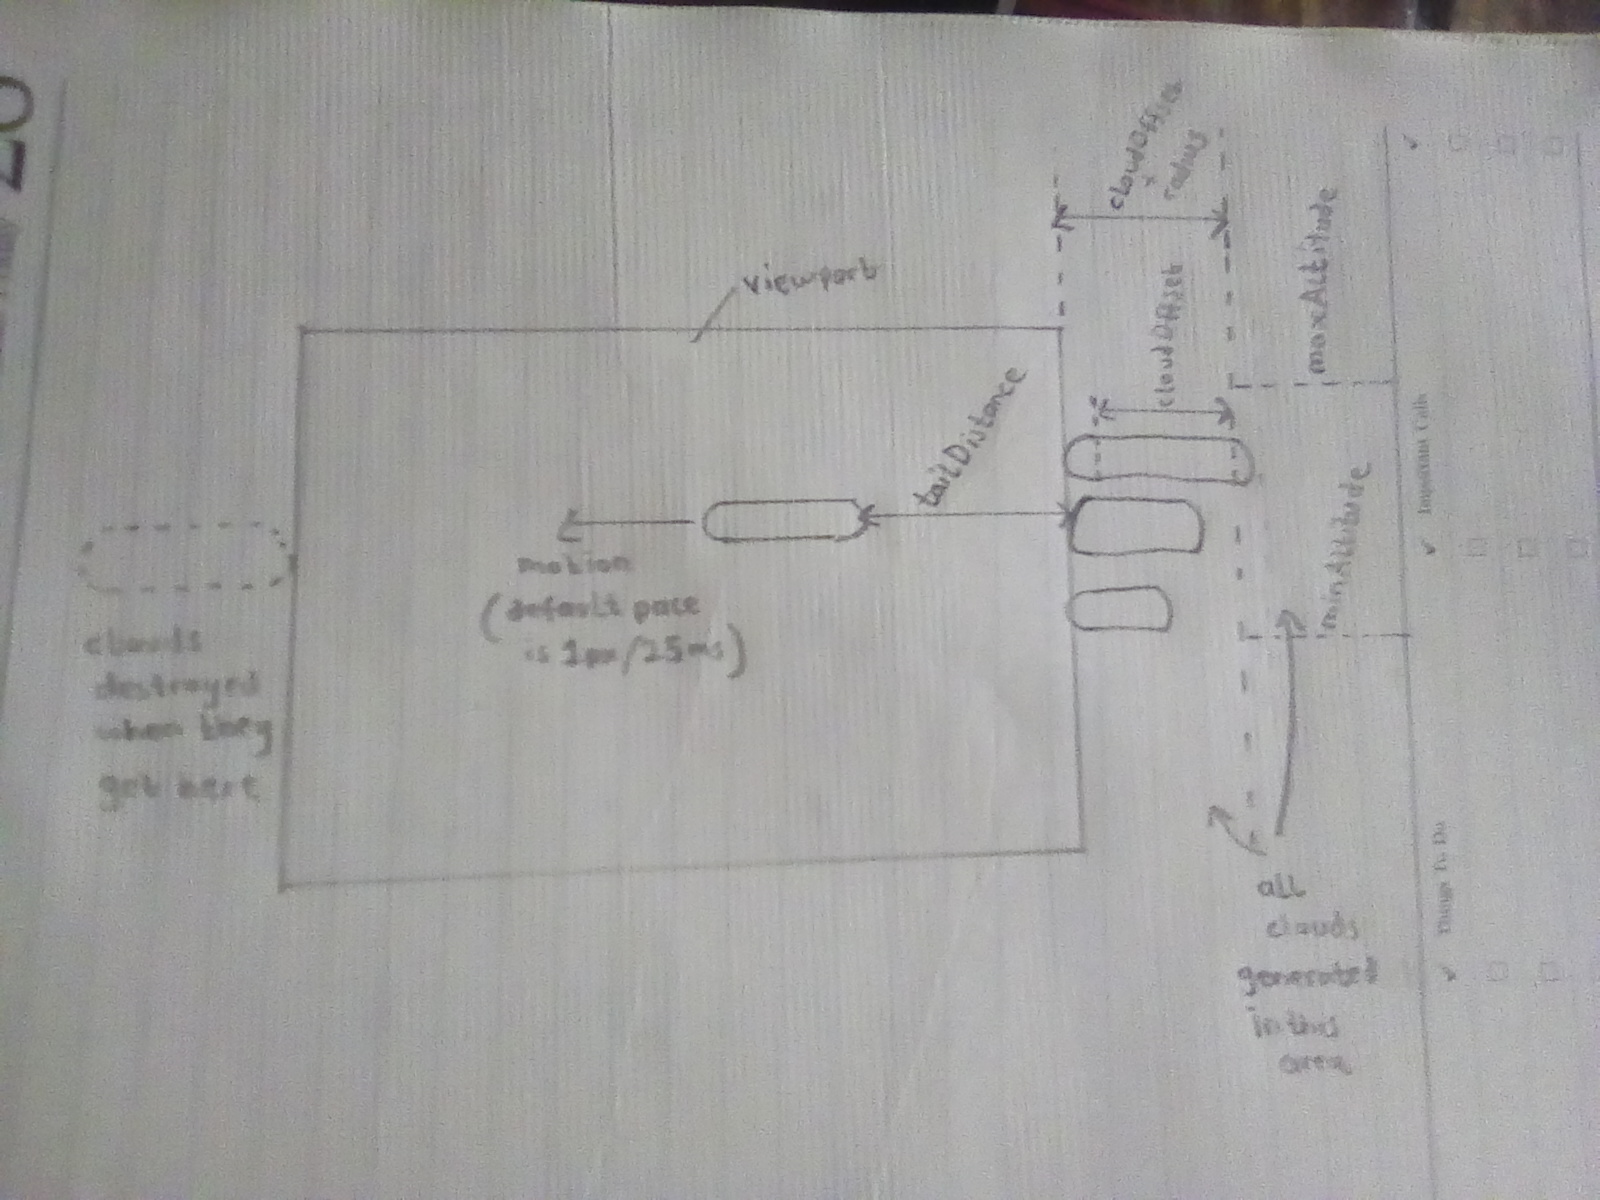 20
viewport
cloudOffset
+
radius
cloudOffset
maxAltitude
tailDistance
minAltitude
motion
(default pace
is 1px/25ms)
clouds
destroyed
when they
get here
all
clouds
generated
in this
area
Important Calls
Things To Do